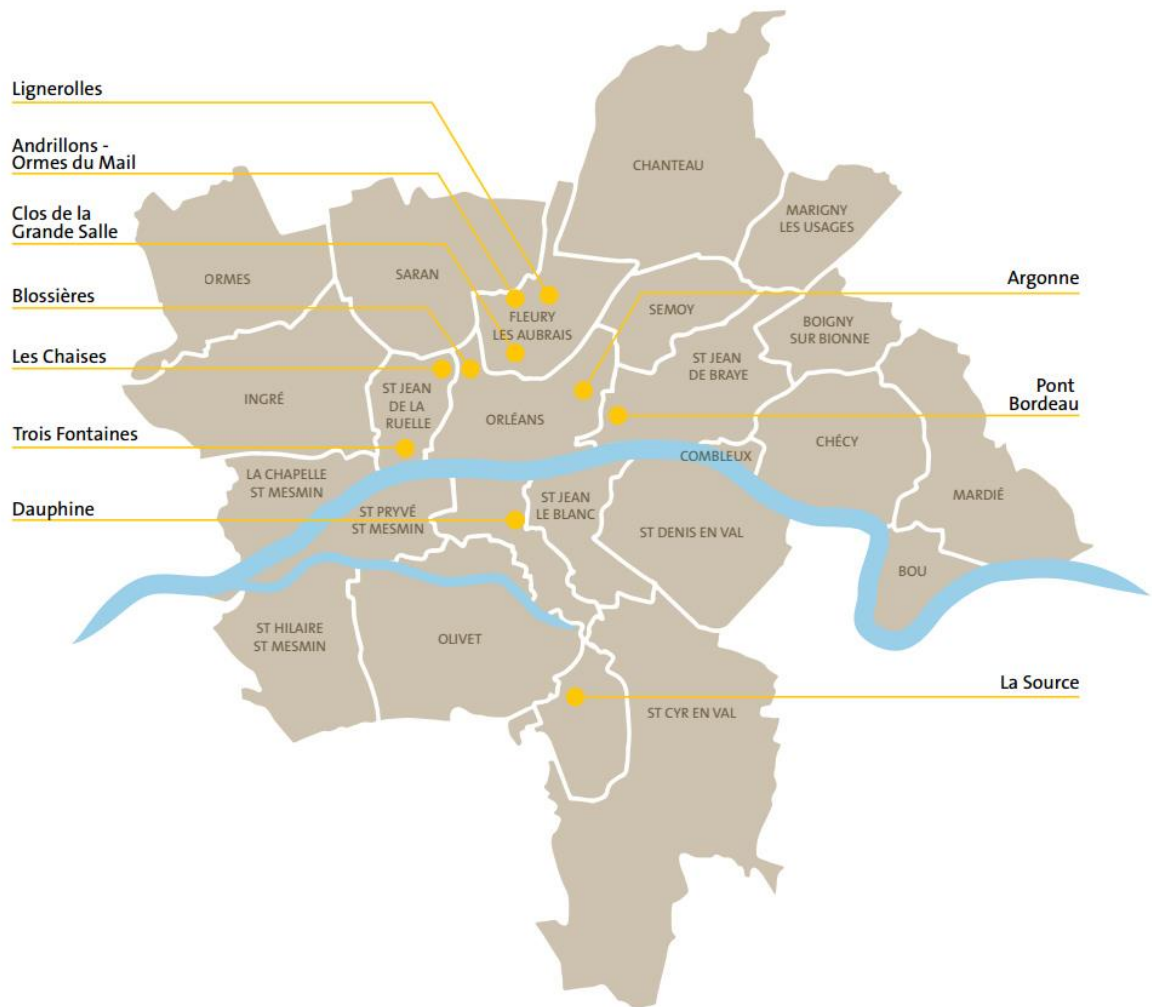 Lignerolles
Andrillons -
Ormes du Mail
Clos de la
Grande Salle
Blossières
Les Chaises
Trois Fontaines
Dauphine
CHANTEAU
MARIGNY
LES USAGES
ORMES
SARAN
FLEURY
LES AUBRAIS
SEMOY
BOIGNY
SUR BIONNE
ST JEAN
DE BRAYE
INGRÉ
ST JEAN
DE LA
RUELLE
ORLÉANS
CHÉCY
COMBLEUX
LA CHAPELLE
ST MESMIN
ST PRYVÉ
ST MESMIN
ST JEAN
LE BLANC
ST DENIS EN VAL
MARDIÉ
BOU
ST HILAIRE
ST MESMIN
OLIVET
ST CYR EN VAL
Argonne
Pont
Bordeau
La Source